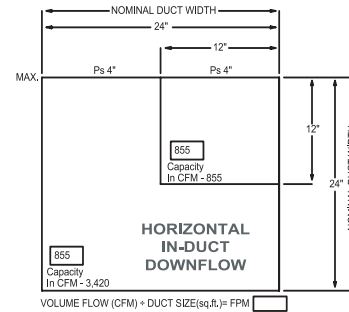 NOMINAL DUCT WIDTH
24"
12"
MAX.
Ps 4"
Ps 4"
855
Capacity
In CFM - 855
12"
24"
HORIZONTAL
IN-DUCT
DOWNFLOW
855
Capacity
In CFM - 3,420
VOLUME FLOW (CFM) ÷ DUCT SIZE(sq.ft.)= FPM